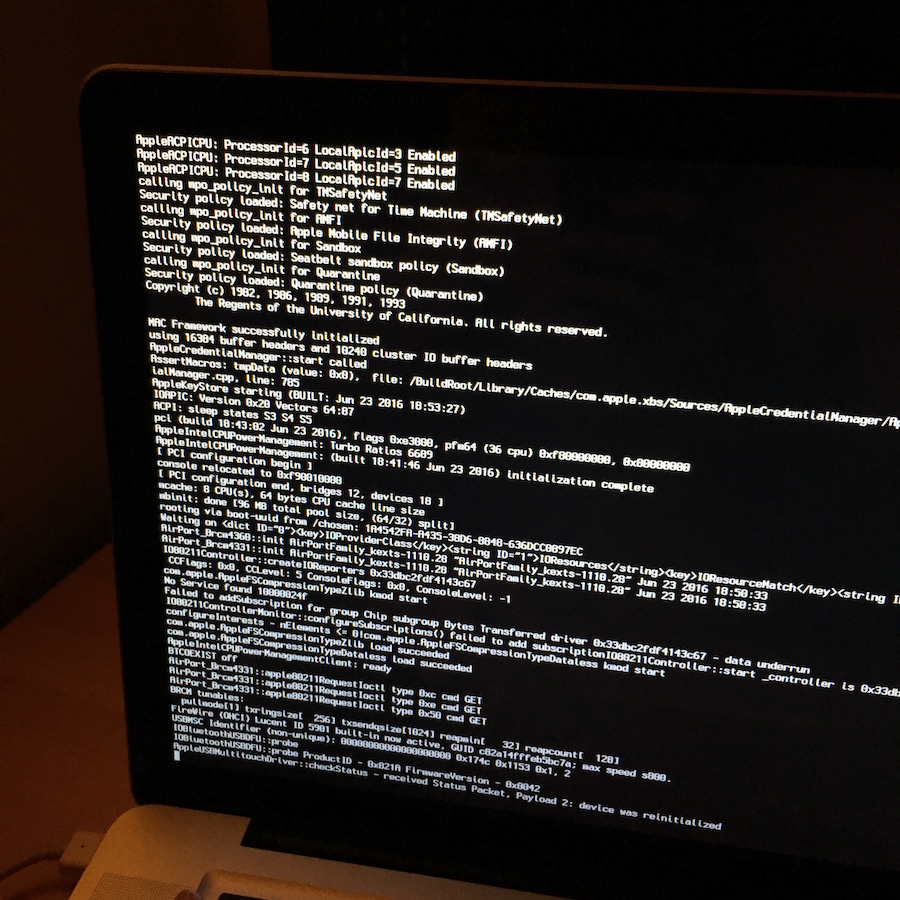 AppleACPICPU: ProcessorId=6 LocalApicId=3 Enabled
AppleACPICPU: ProcessorId=7 LocalApicId=5 Enabled
AppleACPICPU: ProcessorId=8 LocalApicId=7 Enabled
calling mpo_policy_init for TMSafetyNet
Security policy loaded: Safety net for Time Machine (TMSafetyNet)
calling mpo_policy_init for AMFI
Security policy loaded: Apple Mobile File Integrity (AMFI)
calling mpo_policy_init for Sandbox
Security policy loaded: Seatbelt sandbox policy (Sandbox)
calling mpo_policy_init for Quarantine
Security policy loaded: Quarantine policy (Quarantine)
Copyright (c) 1982, 1986, 1989, 1991, 1993
The Regents of the University of California. All rights reserved.
MAC Framework successfully initialized
using 16384 buffer headers and 10240 cluster IO buffer headers
AppleCredentialManager::start called
AssertMacros: tmpData (value: 0x0), file: /BuildRoot/Library/Caches/com.apple.xbs/Sources/AppleCredentialManager/Ap
ialManager.cpp, line: 785
AppleKeyStore starting (BUILT: Jun 23 2016 18:53:27)
IOAPIC: Version 0x20 Vectors 64:87
ACPI: sleep states S3 S4 S5
pci (build 18:43:02 Jun 23 2016), flags 0xe3000, pfm64 (36 cpu) 0xf80000000, 0x80000000
AppleIntelCPUPowerManagement: Turbo Ratios 6689
AppleIntelCPUPowerManagement: (built 18:41:46 Jun 23 2016) initialization complete
[ PCI configuration begin ]
console relocated to 0xf90010000
[ PCI configuration end, bridges 12, devices 18 ]
mcache: 8 CPU(s), 64 bytes CPU cache line size
mbinit: done [96 MB total pool size, (64/32) split]
rooting via boot-uuid from /chosen: 1A4542FA-A435-38D6-8848-636DCC0897EC
Waiting on <dict ID="0"><key>IOProviderClass</key><string ID="1">IOResources</string><key>IOResourceMatch</key><string I
AirPort_Brcm4360::init AirPortFamily_kexts-1110.28 "AirPortFamily_kexts-1110.28" Jun 23 2016 18:50:33
AirPort_Brcm4331::init AirPortFamily_kexts-1110.28 "AirPortFamily_kexts-1110.28" Jun 23 2016 18:50:33
IO80211Controller::createIOReporters 0x33dbc2fdf4143c67
CCFlags: 0x0, CCLevel: 5 ConsoleFlags: 0x0, ConsoleLevel: -1
com.apple.AppleFSCompressionTypeZlib kmod start
No Service found 10000024f
Failed to addSubscription for group Chip subgroup Bytes Transferred driver 0x33dbc2fdf4143c67 - data underrun
IO80211ControllerMonitor::configureSubscriptions() failed to add subscriptionIO80211Controller::start _controller is 0x33db
configureInterests - nElements <= 0!com.apple.AppleFSCompressionTypeDataless kmod start
com.apple.AppleFSCompressionTypeZlib load succeeded
com.apple.AppleFSCompressionTypeDataless load succeeded
AppleIntelCPUPowerManagementClient: ready
BTCOEXIST off
AirPort_Brcm4331::apple80211RequestIoctl type 0xc cmd GET
AirPort_Brcm4331::apple80211RequestIoctl type 0xe cmd GET
AirPort_Brcm4331::apple80211RequestIoctl type 0x50 cmd GET
BRCM tunables:
pullmode[1] txringsize[ 256] txsendqsize[1024] reapmin[ 32] reapcount[ 128]
FireWire (OHCI) Lucent ID 5901 built-in now active, GUID c82a14fffeb5bc7a; max speed s800.
USBMSC Identifier (non-unique): 0x174c 0x1153 0x1, 2
IOBluetoothUSBDFU::probe
IOBluetoothUSBDFU::probe ProductID - 0x821A FirmwareVersion - 0x0042
AppleUSBMultitouchDriver::checkStatus - received Status Packet, Payload 2: device was reinitialized